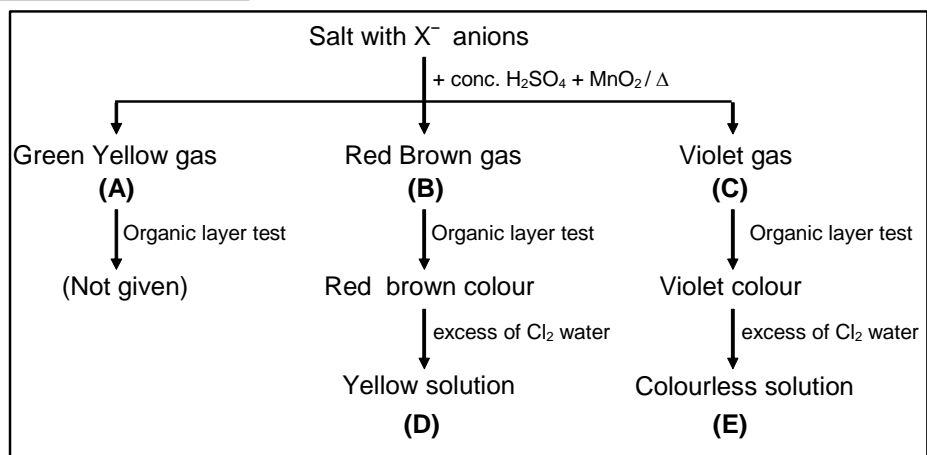 Salt with X⁻ anions
+ conc. H₂SO₄ + MnO₂ / Δ
Green Yellow gas Red Brown gas Violet gas
(A) (B) (C)
Organic layer test Organic layer test Organic layer test
(Not given) Red brown colour Violet colour
excess of Cl₂ water excess of Cl₂ water
Yellow solution Colourless solution
(D) (E)